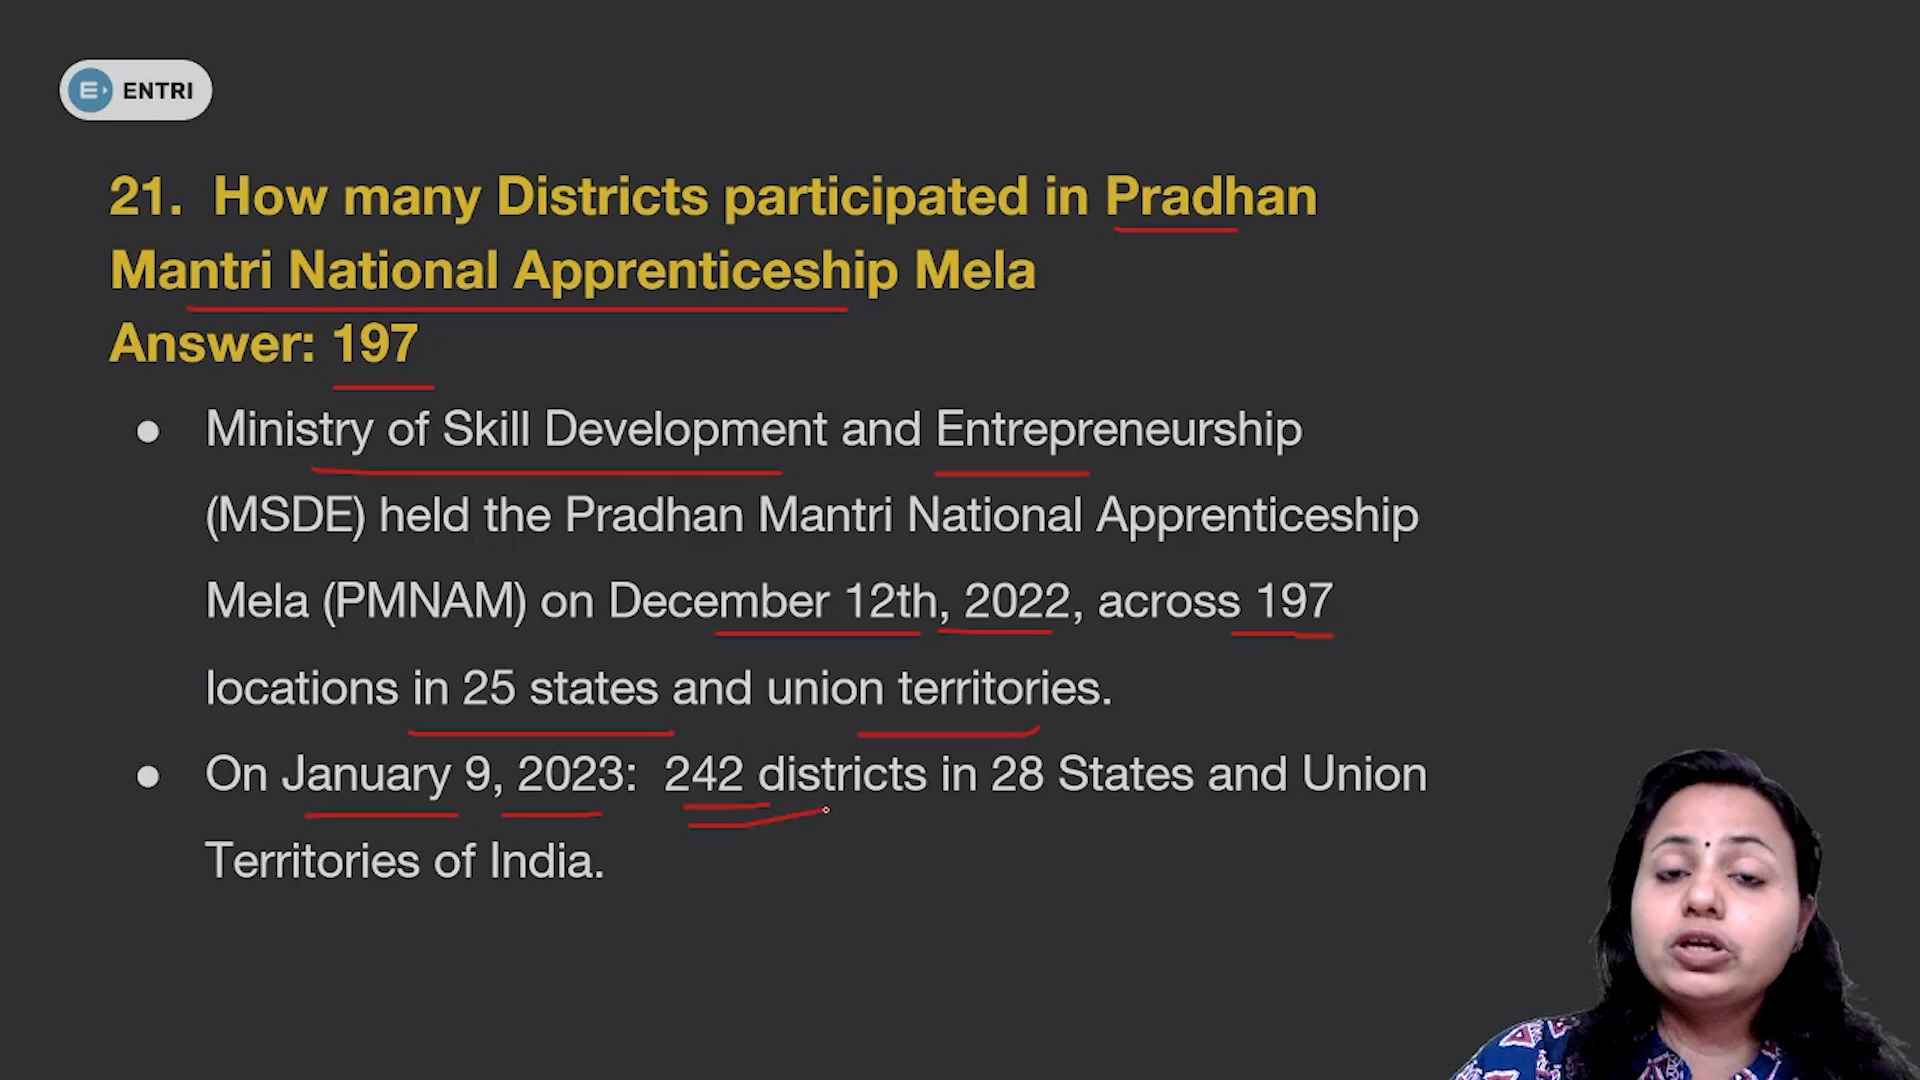 ENTRI
21. How many Districts participated in Pradhan
Mantri National Apprenticeship Mela
Answer: 197
● Ministry of Skill Development and Entrepreneurship
(MSDE) held the Pradhan Mantri National Apprenticeship
Mela (PMNAM) on December 12th, 2022, across 197
locations in 25 states and union territories.
● On January 9, 2023: 242 districts in 28 States and Union
Territories of India.